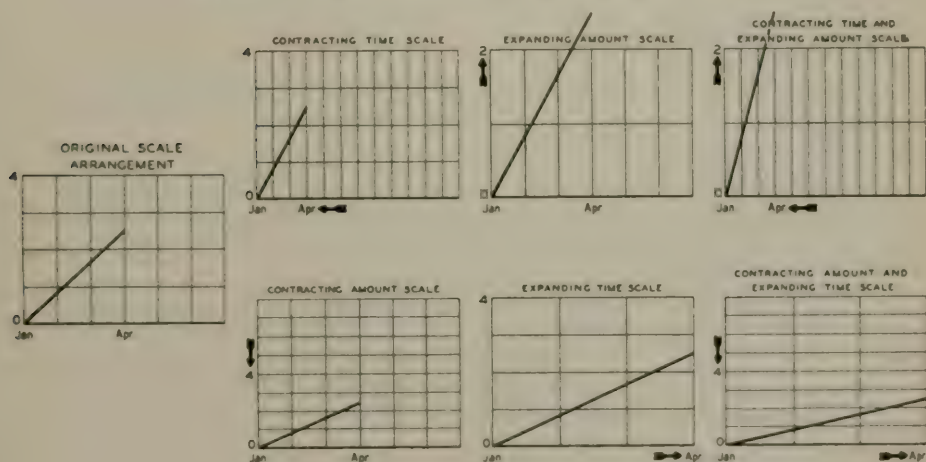 ORIGINAL SCALE
ARRANGEMENT
4
0
Jan
Apr
CONTRACTING TIME SCALE
4
0
Jan
Apr
EXPANDING AMOUNT SCALE
2
0
Jan
Apr
CONTRACTING TIME AND
EXPANDING AMOUNT SCALE
2
0
Jan
Apr
CONTRACTING AMOUNT SCALE
4
0
Jan
Apr
EXPANDING TIME SCALE
4
0
Jan
Apr
CONTRACTING AMOUNT AND
EXPANDING TIME SCALE
4
0
Jan
Apr